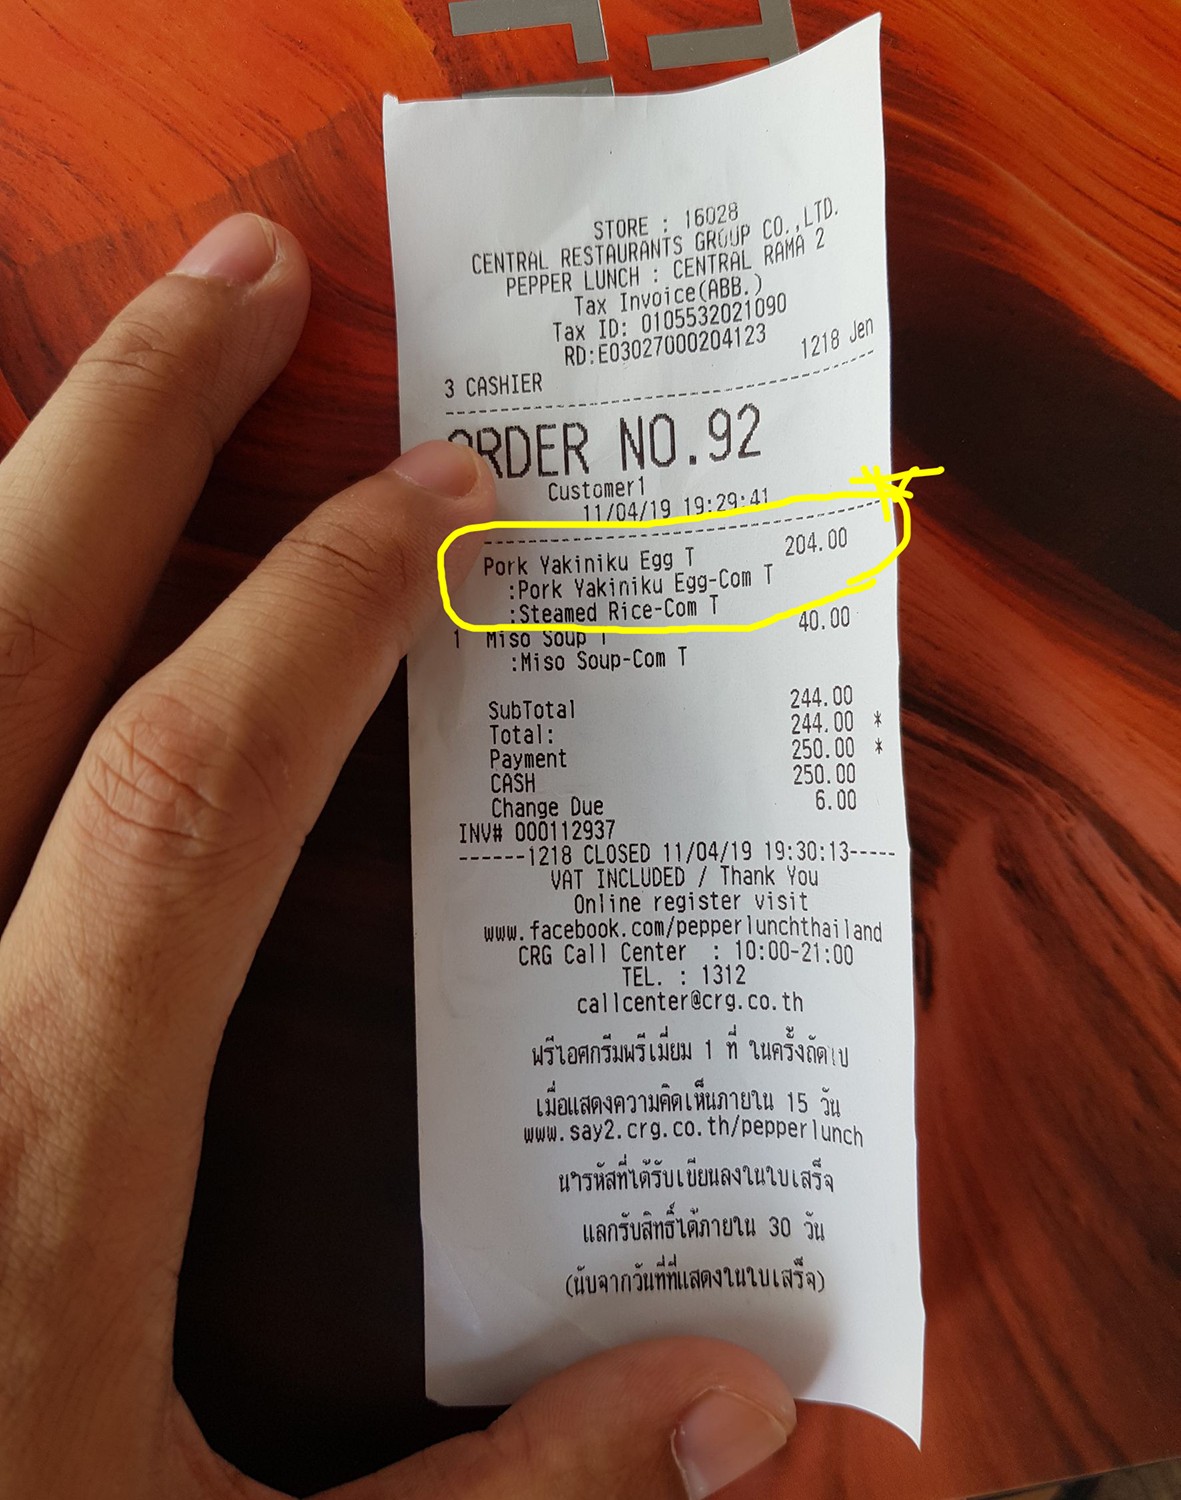 STORE : 16028
CENTRAL RESTAURANTS GROUP CO.,LTD.
PEPPER LUNCH : CENTRAL RAMA 2
Tax Invoice(ABB.)
Tax ID: 0105532021090
RD:E03027000204123
3 CASHIER 1218 Jen
ORDER NO.92
Customer1
11/04/19 19:29:41
Pork Yakiniku Egg T 204.00
:Pork Yakiniku Egg-Com T
:Steamed Rice-Com T
1 Miso Soup T 40.00
:Miso Soup-Com T
SubTotal 244.00
Total: 244.00 *
Payment 250.00 *
CASH 250.00
Change Due 6.00
INV# 000112937
------1218 CLOSED 11/04/19 19:30:13-----
VAT INCLUDED / Thank You
Online register visit
www.facebook.com/pepperlunchthailand
CRG Call Center : 10:00-21:00
TEL. : 1312
callcenter@crg.co.th
ฟรีไอศกรีมพรีเมี่ยม 1 ที่ ในครั้งถัดไป
เมื่อแสดงความคิดเห็นภายใน 15 วัน
www.say2.crg.co.th/pepperlunch
นำรหัสที่ได้รับเขียนลงในใบเสร็จ
แลกรับสิทธิ์ได้ภายใน 30 วัน
(นับจากวันที่ที่แสดงในใบเสร็จ)